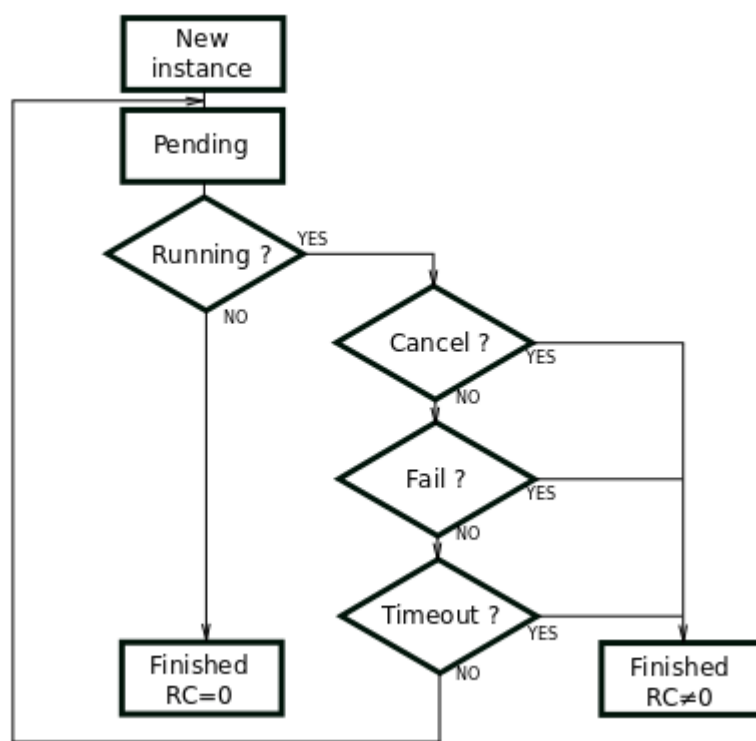 New
instance
Pending
Running ?
YES
NO
Cancel ?
YES
NO
Fail ?
YES
NO
Timeout ?
YES
NO
Finished
RC=0
Finished
RC≠0